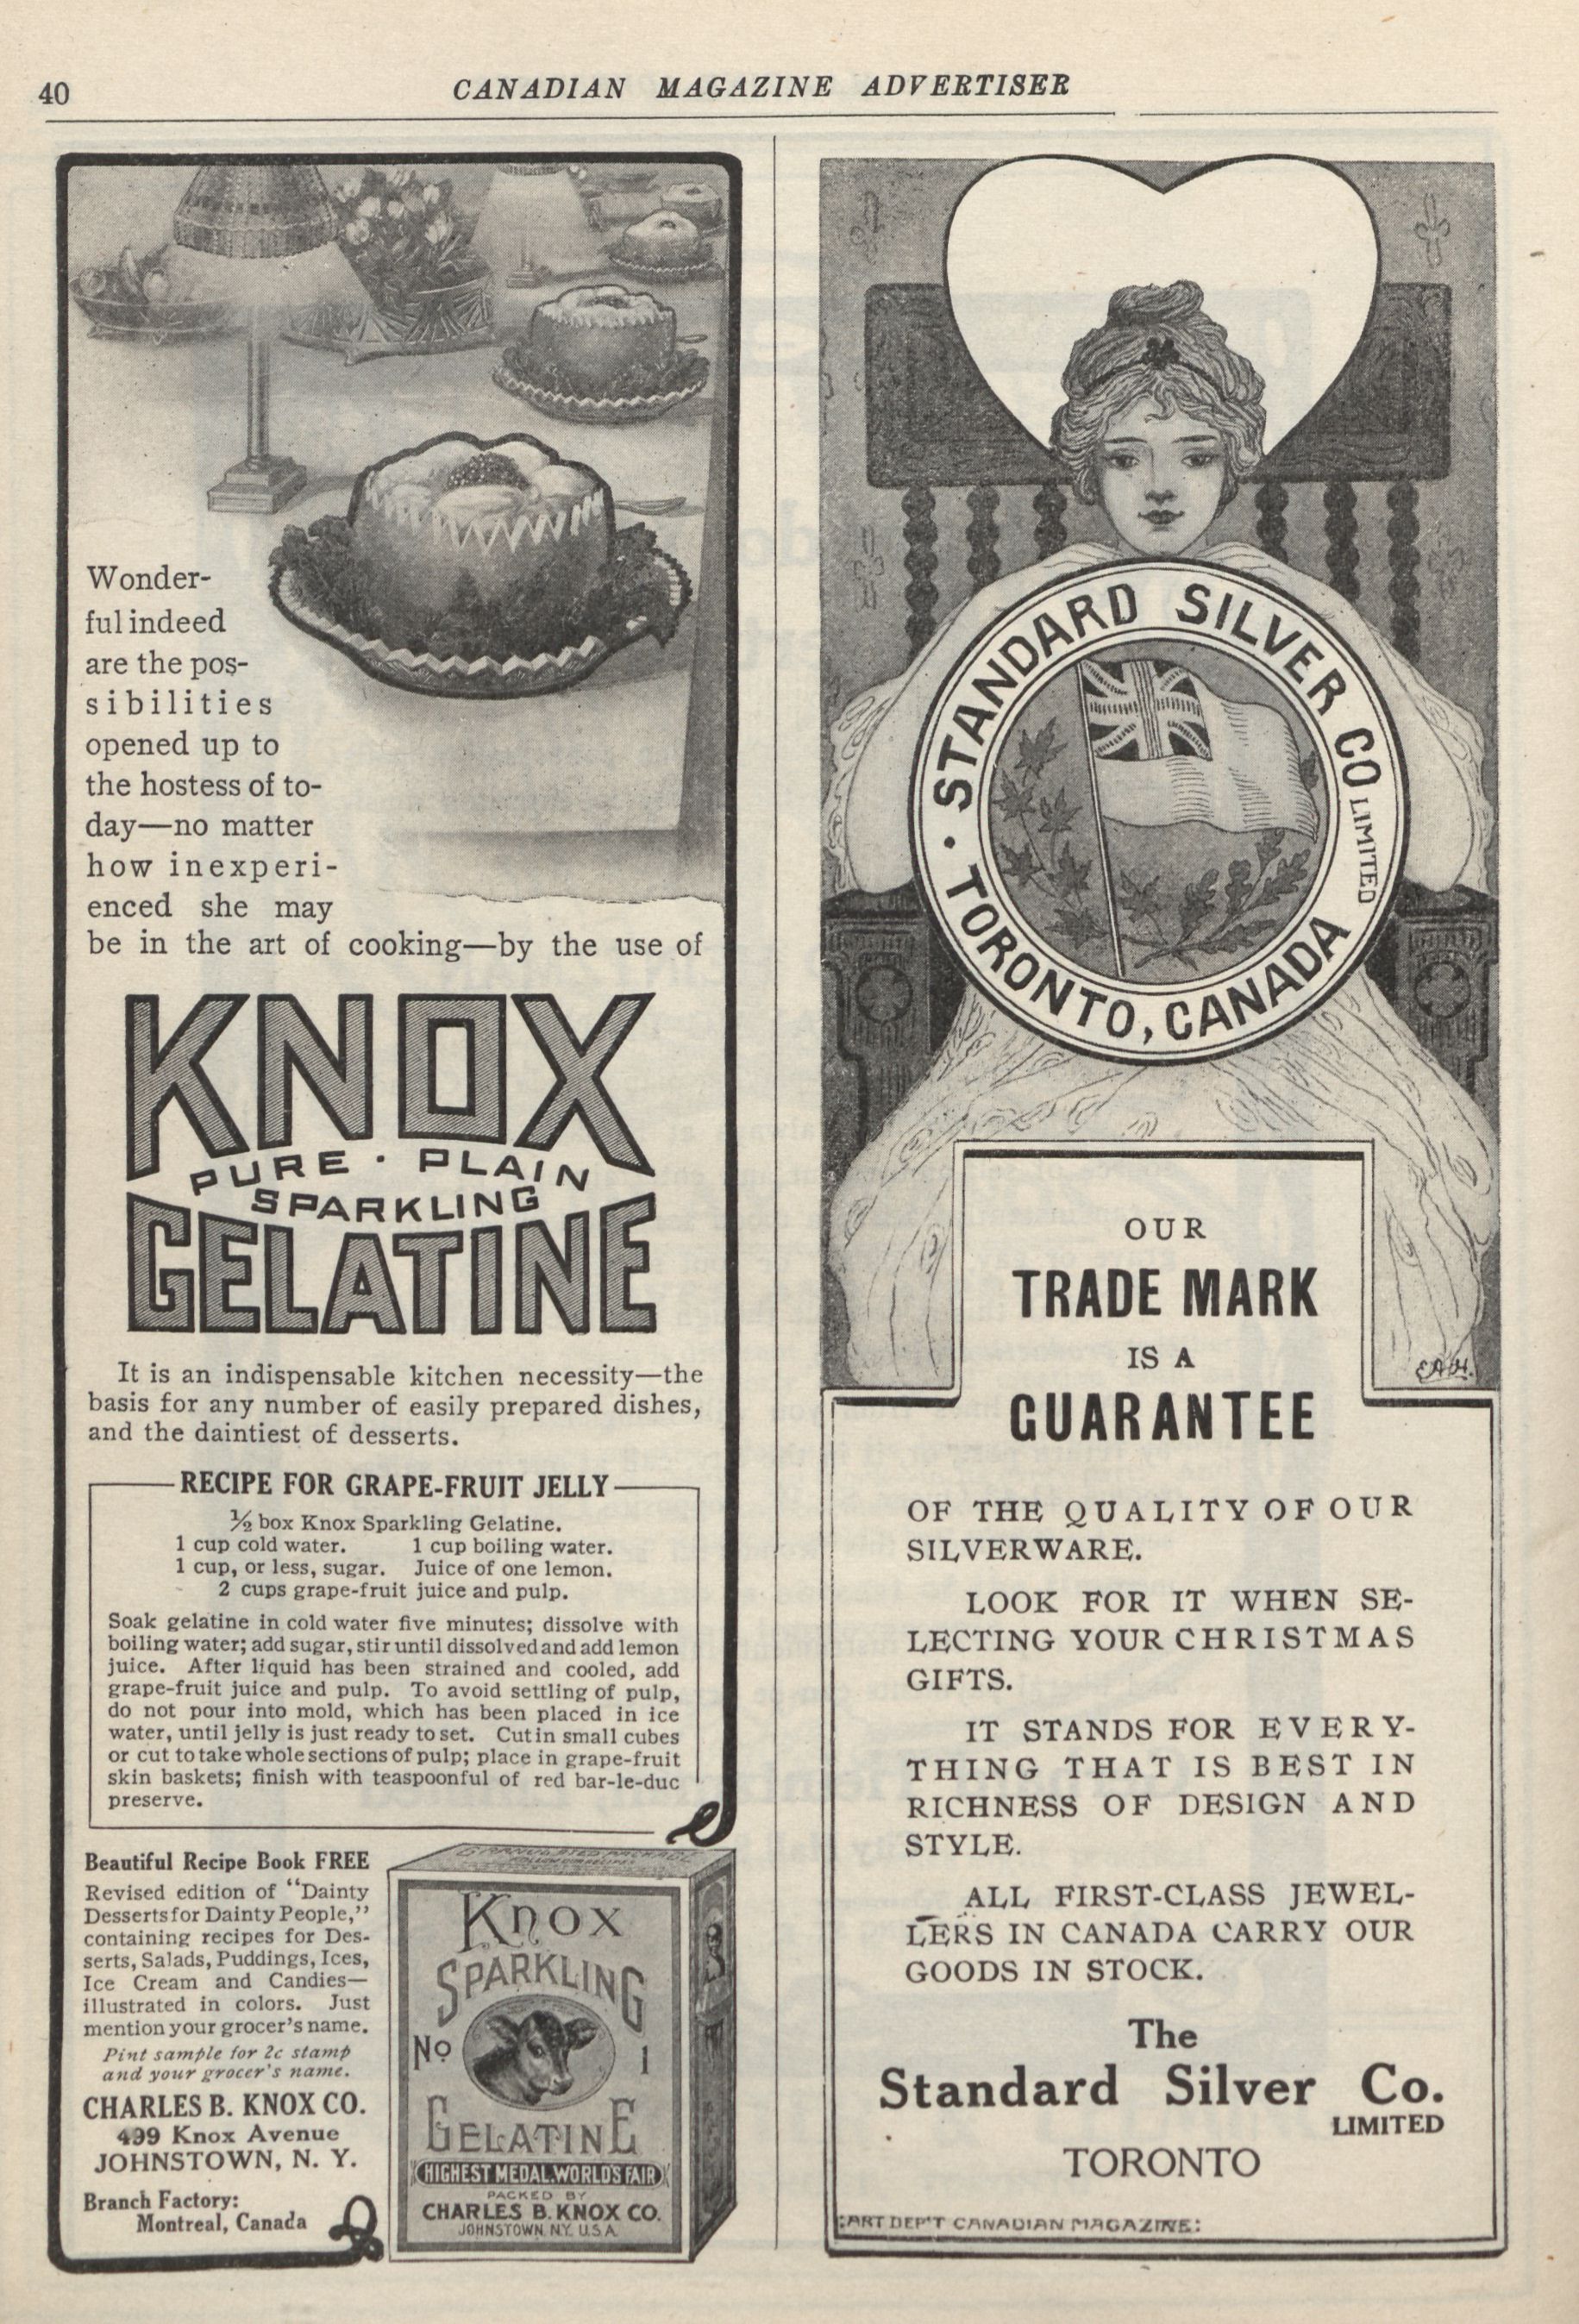 40
CANADIAN MAGAZINE ADVERTISER
Wonder-
ful indeed
are the pos-
sibilities
opened up to
the hostess of to-
day—no matter
how inexperi-
enced she may
be in the art of cooking—by the use of
KNOX
PURE · PLAIN
SPARKLING
GELATINE
It is an indispensable kitchen necessity—the
basis for any number of easily prepared dishes,
and the daintiest of desserts.
RECIPE FOR GRAPE-FRUIT JELLY
½ box Knox Sparkling Gelatine.
1 cup cold water. 1 cup boiling water.
1 cup, or less, sugar. Juice of one lemon.
2 cups grape-fruit juice and pulp.
Soak gelatine in cold water five minutes; dissolve with
boiling water; add sugar, stir until dissolved and add lemon
juice. After liquid has been strained and cooled, add
grape-fruit juice and pulp. To avoid settling of pulp,
do not pour into mold, which has been placed in ice
water, until jelly is just ready to set. Cut in small cubes
or cut to take whole sections of pulp; place in grape-fruit
skin baskets; finish with teaspoonful of red bar-le-duc
preserve.
Beautiful Recipe Book FREE
Revised edition of "Dainty
Desserts for Dainty People,"
containing recipes for Des-
serts, Salads, Puddings, Ices,
Ice Cream and Candies—
illustrated in colors. Just
mention your grocer's name.
Pint sample for 2c stamp
and your grocer's name.
CHARLES B. KNOX CO.
499 Knox Avenue
JOHNSTOWN, N. Y.
Branch Factory:
Montreal, Canada
GRANULATED PACKAGE
KNOX
SPARKLING
No 1
GELATINE
HIGHEST MEDAL. WORLD'S FAIR
PACKED BY
CHARLES B. KNOX CO.
JOHNSTOWN. N.Y. U.S.A.
· STANDARD SILVER CO LIMITED
TORONTO, CANADA
E.A.H.
OUR
TRADE MARK
IS A
GUARANTEE
OF THE QUALITY OF OUR
SILVERWARE.
LOOK FOR IT WHEN SE-
LECTING YOUR CHRISTMAS
GIFTS.
IT STANDS FOR EVERY-
THING THAT IS BEST IN
RICHNESS OF DESIGN AND
STYLE.
ALL FIRST-CLASS JEWEL-
LERS IN CANADA CARRY OUR
GOODS IN STOCK.
The
Standard Silver Co.
LIMITED
TORONTO
:ART DEP'T CANADIAN MAGAZINE: